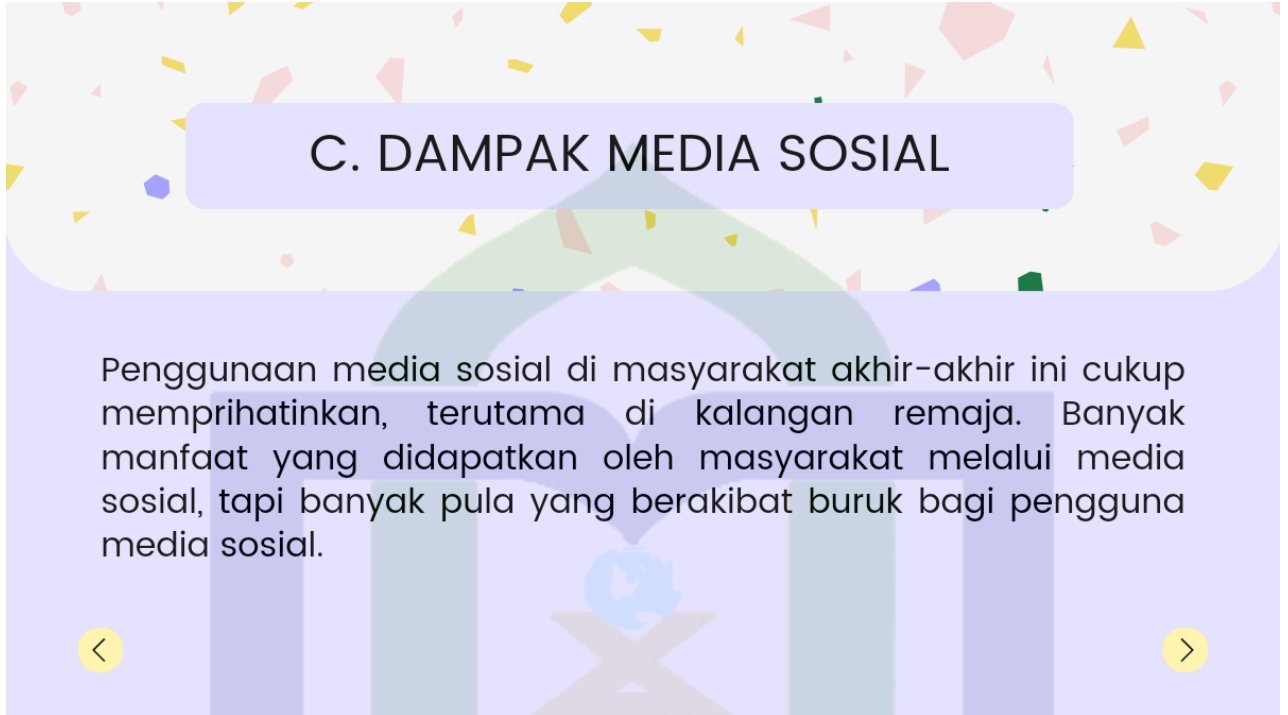 C. DAMPAK MEDIA SOSIAL
Penggunaan media sosial di masyarakat akhir-akhir ini cukup
memprihatinkan, terutama di kalangan remaja. Banyak
manfaat yang didapatkan oleh masyarakat melalui media
sosial, tapi banyak pula yang berakibat buruk bagi pengguna
media sosial.